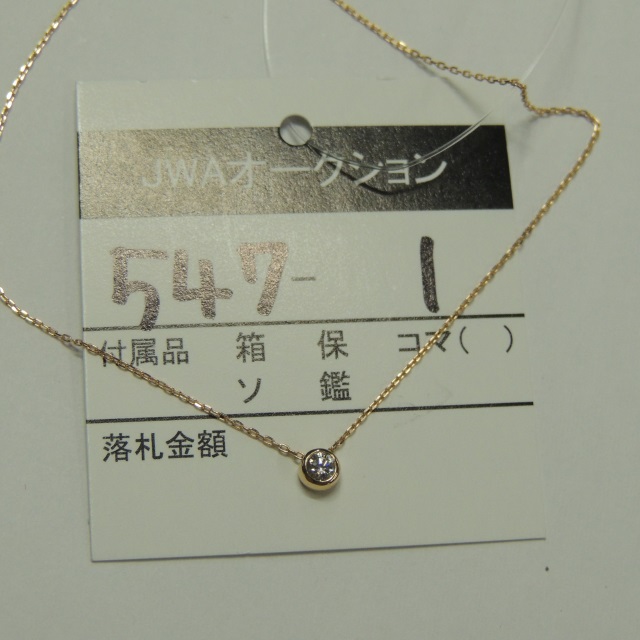 JWAオークション
547-1
付属品 箱 保 コマ( )
ソ 鑑
落札金額